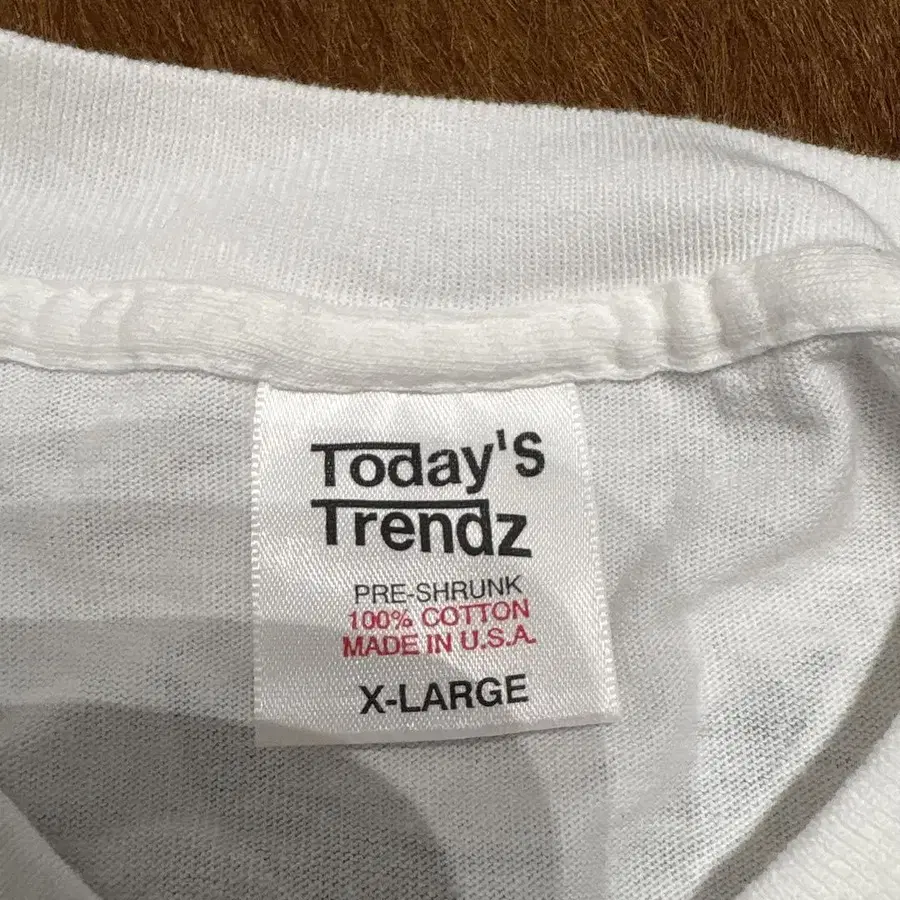 Today's
Trendz
PRE-SHRUNK
100% COTTON
MADE IN U.S.A.
X-LARGE